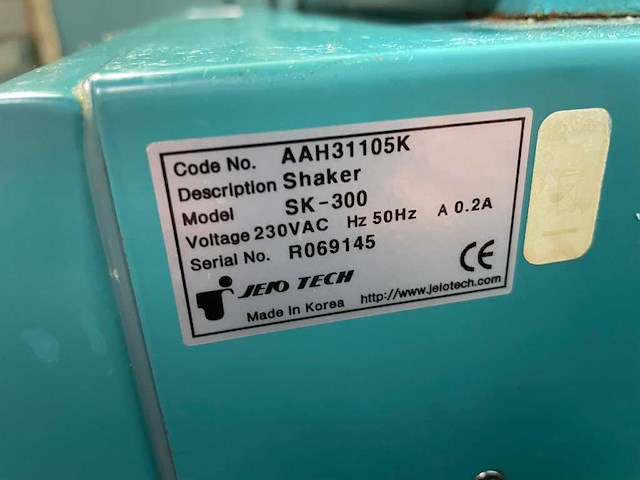 Code No. AAH31105K
Description Shaker
Model SK-300
Voltage 230VAC Hz 50Hz A 0.2A
Serial No. R069145
CE
JEIO TECH
Made In Korea http://www.jeiotech.com